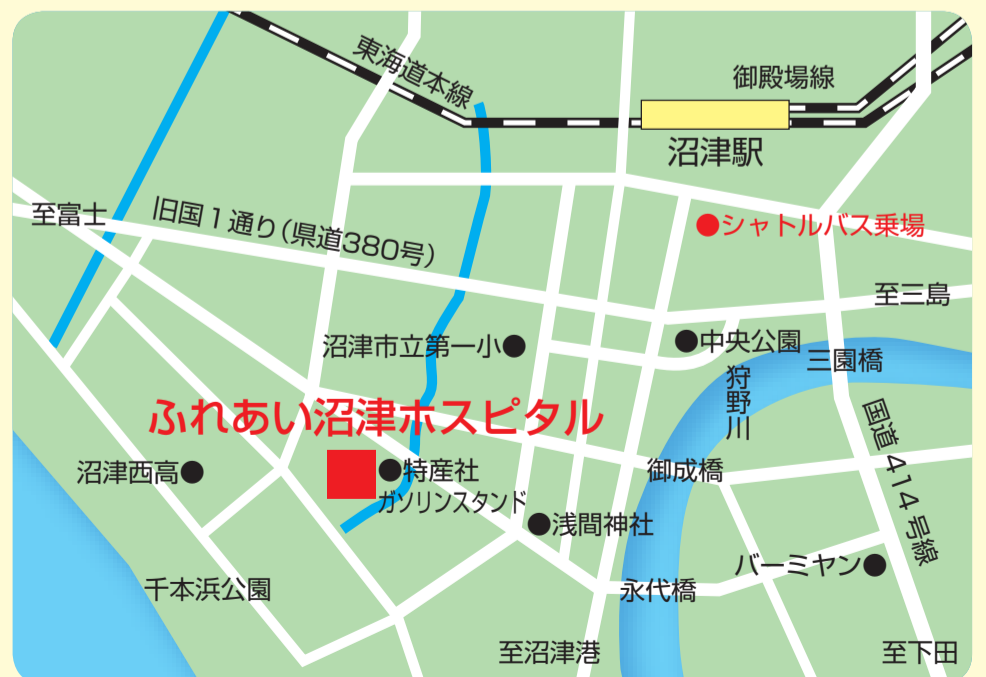 東海道本線
御殿場線
沼津駅
至富士
旧国１通り（県道380号）
シャトルバス乗場
至三島
沼津市立第一小
中央公園
三園橋
狩野川
ふれあい沼津ホスピタル
国道414号線
沼津西高
特産社
ガソリンスタンド
御成橋
浅間神社
バーミヤン
千本浜公園
永代橋
至沼津港
至下田